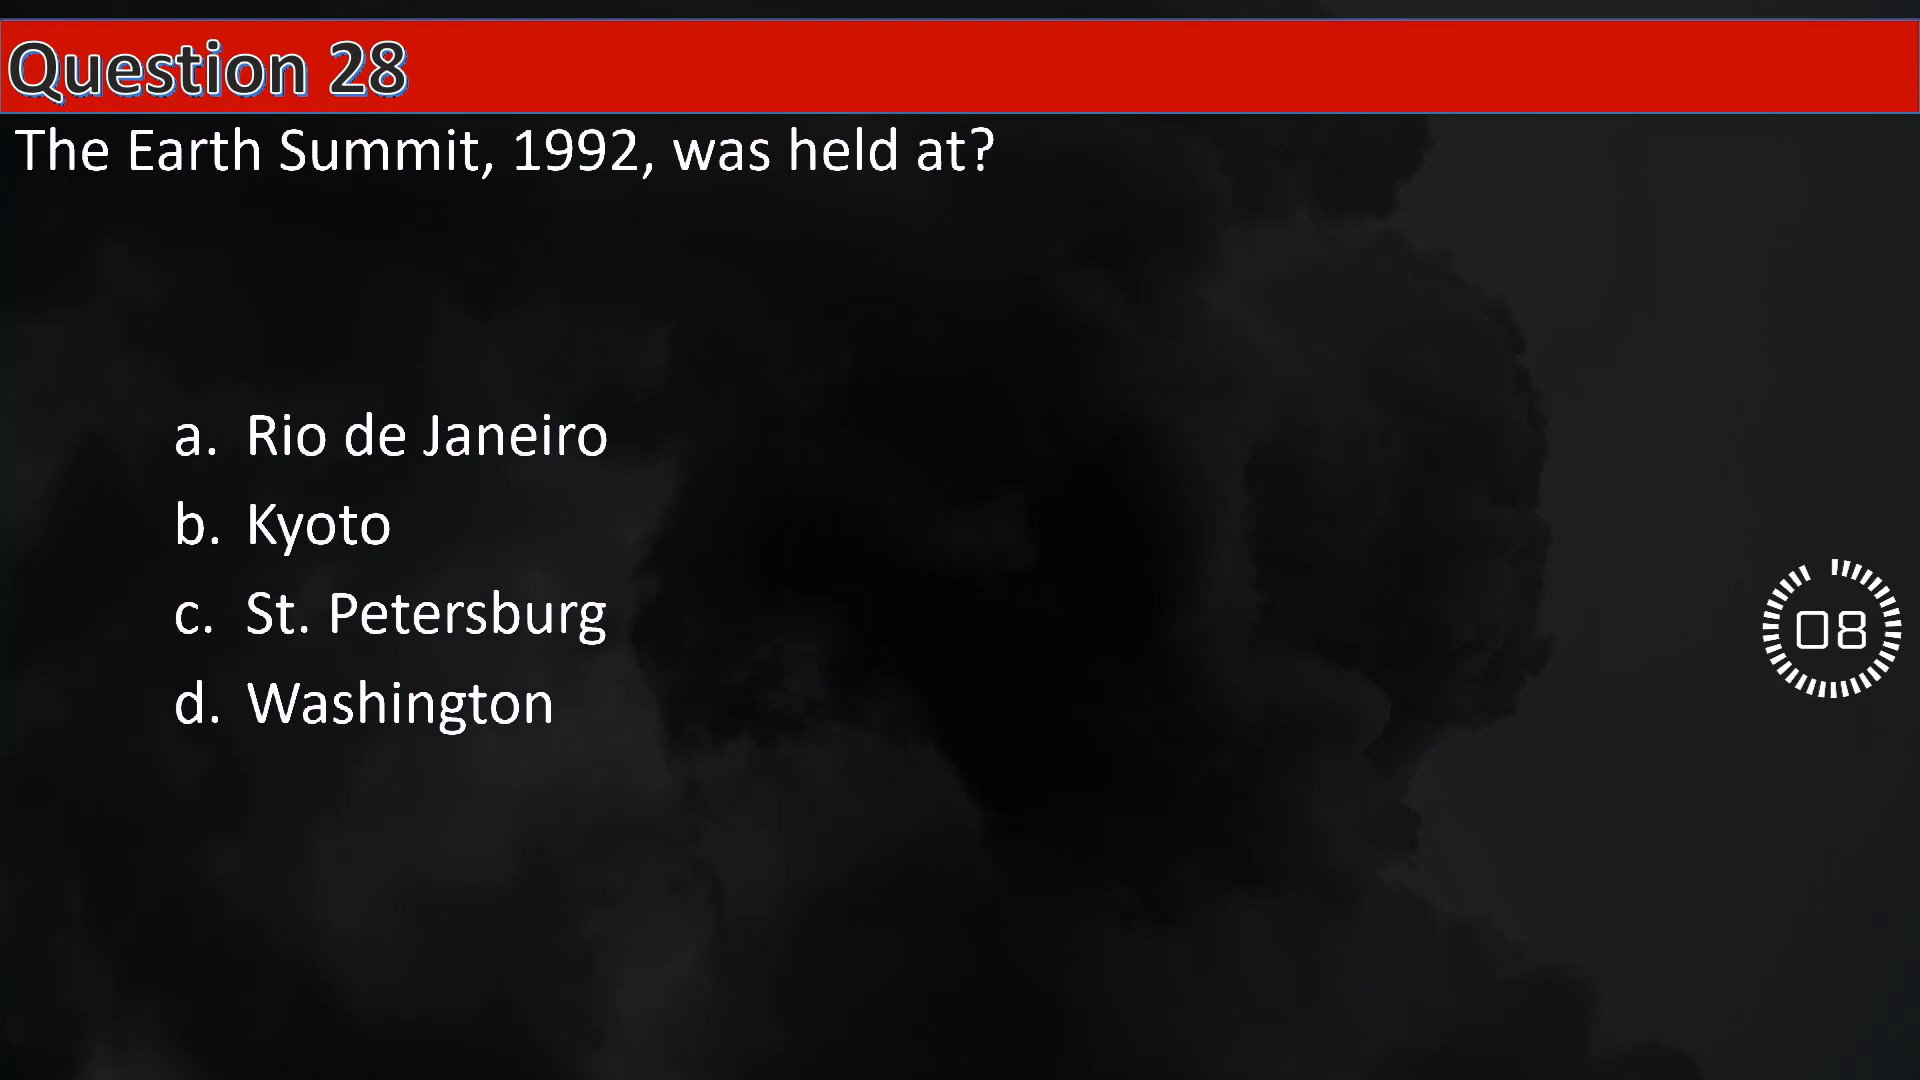 Question 28
The Earth Summit, 1992, was held at?
a. Rio de Janeiro
b. Kyoto
c. St. Petersburg
d. Washington
08